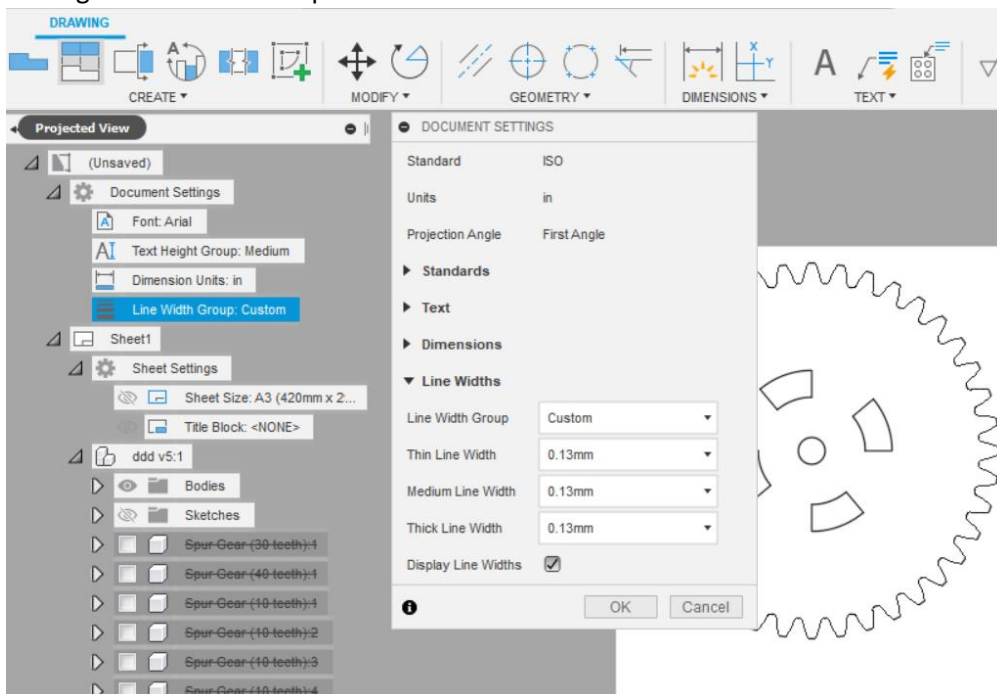 DRAWING
CREATE ▾ MODIFY ▾ GEOMETRY ▾ DIMENSIONS ▾ TEXT ▾
Projected View
(Unsaved)
Document Settings
Font: Arial
Text Height Group: Medium
Dimension Units: in
Line Width Group: Custom
Sheet1
Sheet Settings
Sheet Size: A3 (420mm x 2...
Title Block: <NONE>
ddd v5:1
Bodies
Sketches
Spur Gear (30 teeth):1
Spur Gear (40 teeth):1
Spur Gear (10 teeth):1
Spur Gear (10 teeth):2
Spur Gear (10 teeth):3
Spur Gear (10 teeth):4
DOCUMENT SETTINGS
Standard ISO
Units in
Projection Angle First Angle
Standards
Text
Dimensions
Line Widths
Line Width Group Custom
Thin Line Width 0.13mm
Medium Line Width 0.13mm
Thick Line Width 0.13mm
Display Line Widths
OK Cancel